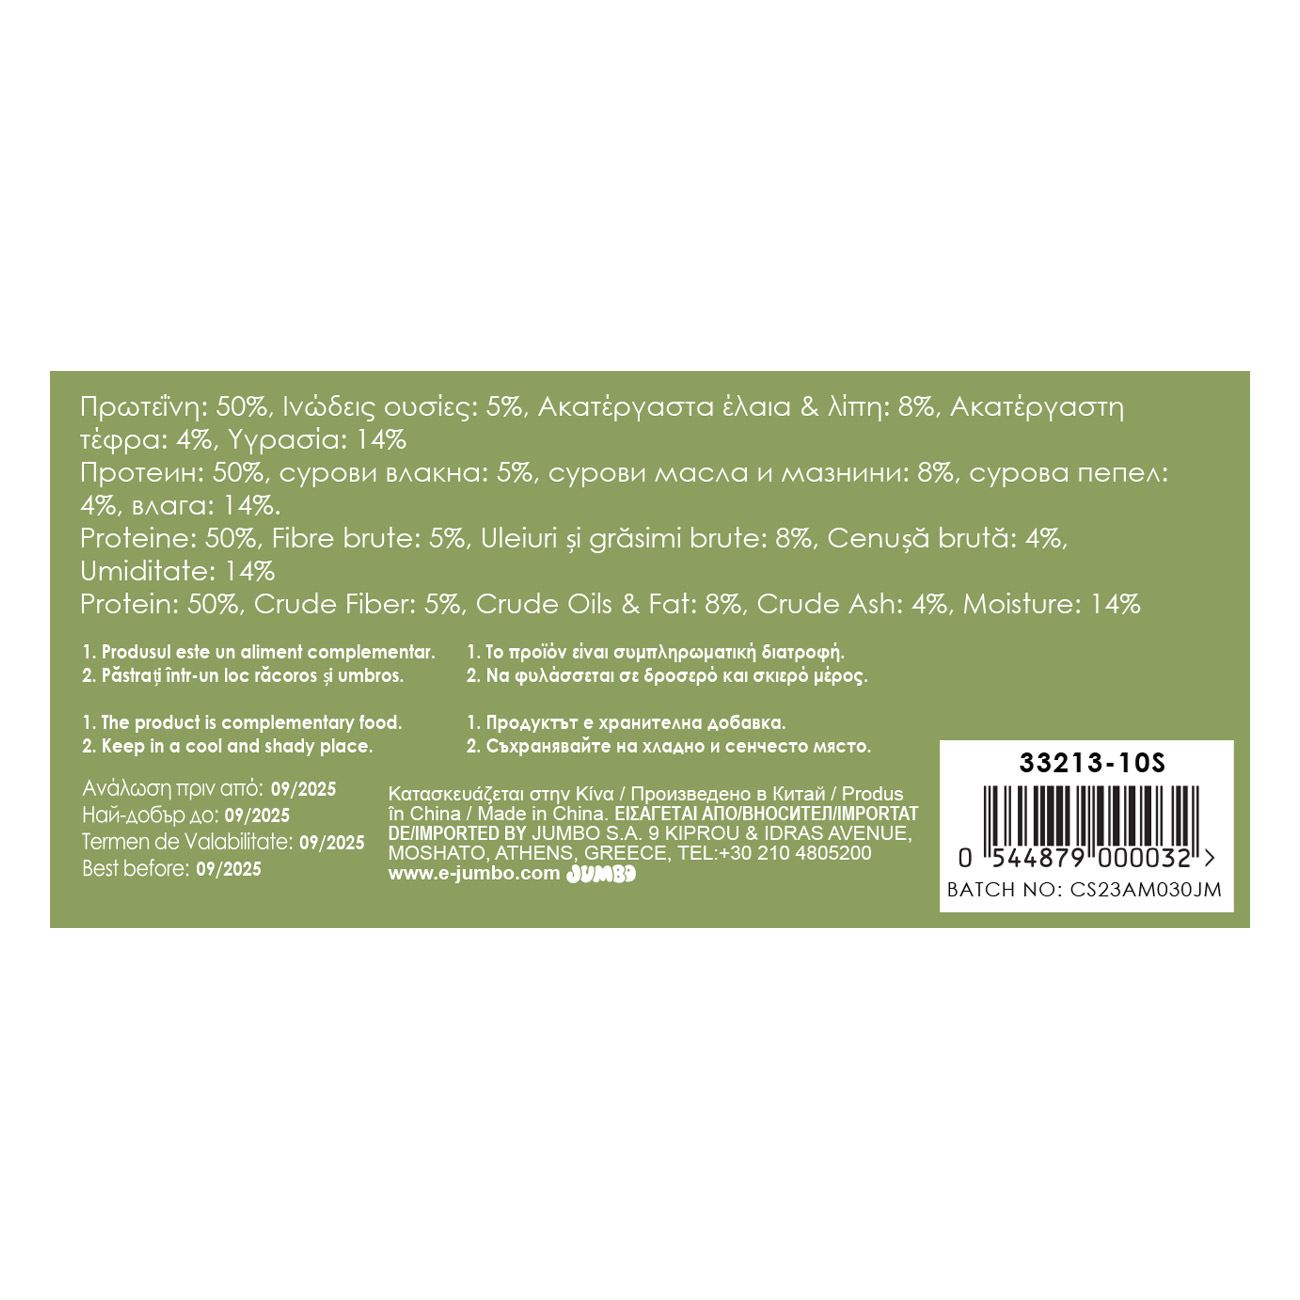 Πρωτεΐνη: 50%, Ινώδεις ουσίες: 5%, Ακατέργαστα έλαια & λίπη: 8%, Ακατέργαστη
τέφρα: 4%, Υγρασία: 14%
Протеин: 50%, сурови влакна: 5%, сурови масла и мазнини: 8%, сурова пепел:
4%, влага: 14%.
Proteine: 50%, Fibre brute: 5%, Uleiuri și grăsimi brute: 8%, Cenușă brută: 4%,
Umiditate: 14%
Protein: 50%, Crude Fiber: 5%, Crude Oils & Fat: 8%, Crude Ash: 4%, Moisture: 14%
1. Produsul este un aliment complementar.
2. Păstrați într-un loc răcoros și umbros.
1. Το προϊόν είναι συμπληρωματική διατροφή.
2. Να φυλάσσεται σε δροσερό και σκιερό μέρος.
1. The product is complementary food.
2. Keep in a cool and shady place.
1. Продуктът е хранителна добавка.
2. Съхранявайте на хладно и сенчесто място.
Ανάλωση πριν από: 09/2025
Най-добър до: 09/2025
Termen de Valabilitate: 09/2025
Best before: 09/2025
Κατασκευάζεται στην Κίνα / Произведено в Китай / Produs
în China / Made in China. ΕΙΣΑΓΕΤΑΙ ΑΠΟ/ВНОСИТЕЛ/IMPORTAT
DE/IMPORTED BY JUMBO S.A. 9 KIPROU & IDRAS AVENUE,
MOSHATO, ATHENS, GREECE, TEL:+30 210 4805200
www.e-jumbo.com JUMBO
33213-10S
0 544879 000032 >
BATCH NO: CS23AM030JM